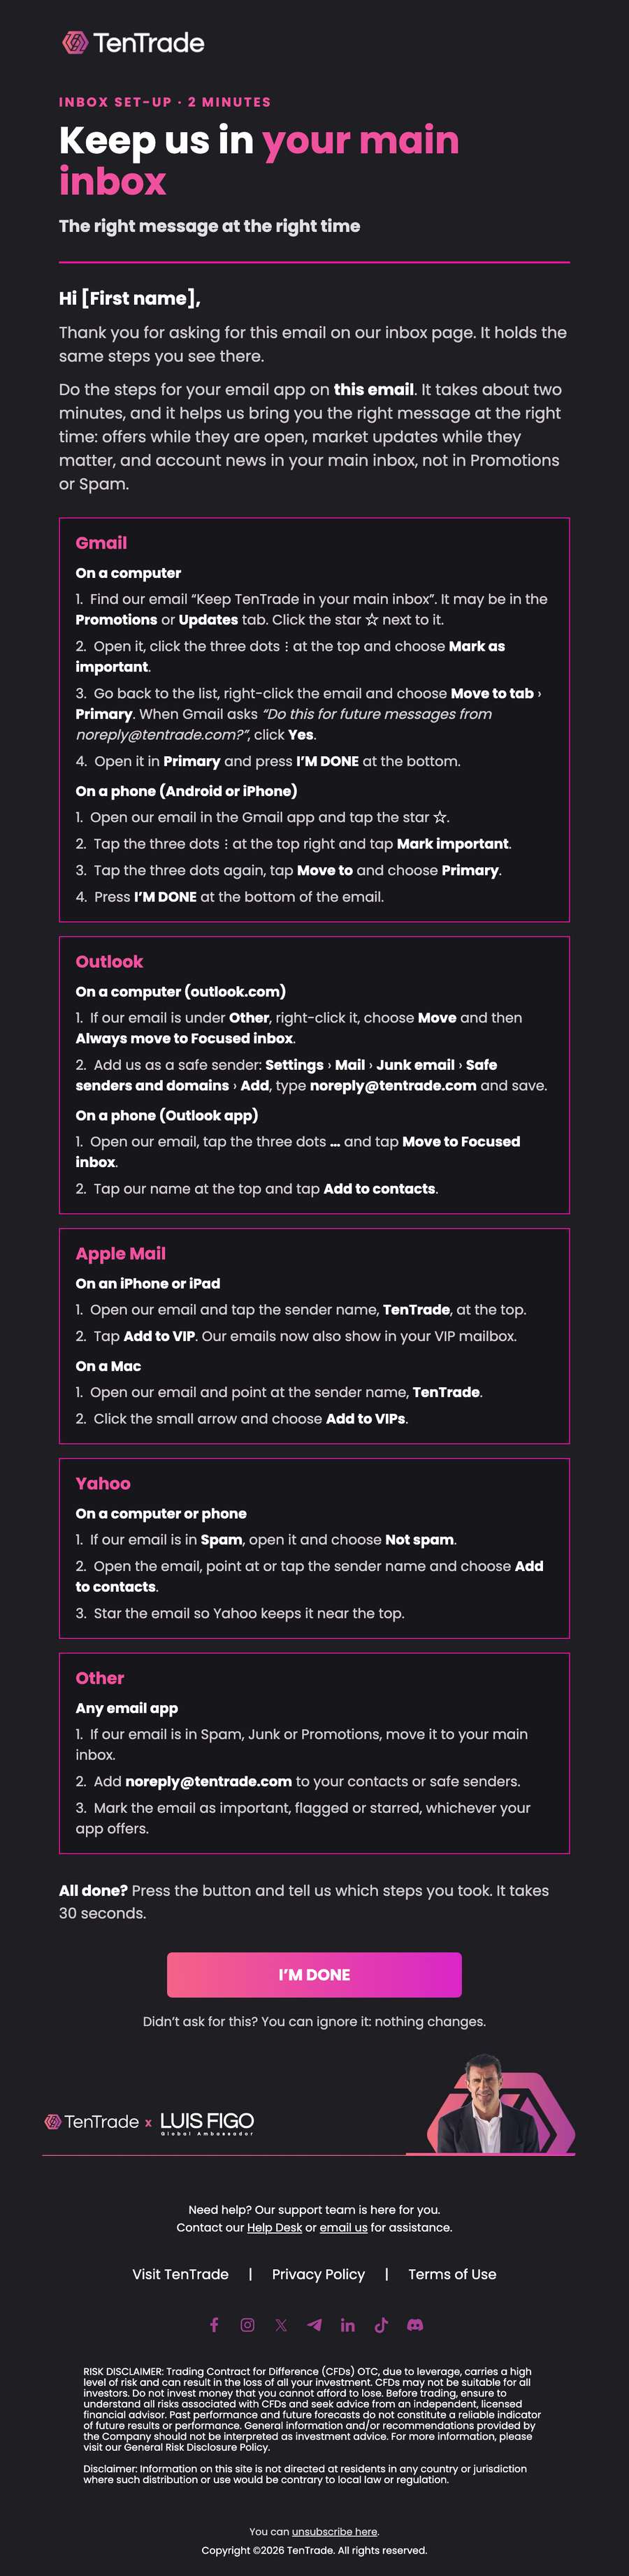 TenTrade
INBOX SET-UP · 2 MINUTES
Keep us in your main
inbox
The right message at the right time
Hi [First name],
Thank you for asking for this email on our inbox page. It holds the
same steps you see there.
Do the steps for your email app on this email. It takes about two
minutes, and it helps us bring you the right message at the right
time: offers while they are open, market updates while they
matter, and account news in your main inbox, not in Promotions
or Spam.
Gmail
On a computer
1. Find our email “Keep TenTrade in your main inbox”. It may be in the
Promotions or Updates tab. Click the star ☆ next to it.
2. Open it, click the three dots ⋮ at the top and choose Mark as
important.
3. Go back to the list, right-click the email and choose Move to tab ›
Primary. When Gmail asks “Do this for future messages from
noreply@tentrade.com?”, click Yes.
4. Open it in Primary and press I’M DONE at the bottom.
On a phone (Android or iPhone)
1. Open our email in the Gmail app and tap the star ☆.
2. Tap the three dots ⋮ at the top right and tap Mark important.
3. Tap the three dots again, tap Move to and choose Primary.
4. Press I’M DONE at the bottom of the email.
Outlook
On a computer (outlook.com)
1. If our email is under Other, right-click it, choose Move and then
Always move to Focused inbox.
2. Add us as a safe sender: Settings › Mail › Junk email › Safe
senders and domains › Add, type noreply@tentrade.com and save.
On a phone (Outlook app)
1. Open our email, tap the three dots … and tap Move to Focused
inbox.
2. Tap our name at the top and tap Add to contacts.
Apple Mail
On an iPhone or iPad
1. Open our email and tap the sender name, TenTrade, at the top.
2. Tap Add to VIP. Our emails now also show in your VIP mailbox.
On a Mac
1. Open our email and point at the sender name, TenTrade.
2. Click the small arrow and choose Add to VIPs.
Yahoo
On a computer or phone
1. If our email is in Spam, open it and choose Not spam.
2. Open the email, point at or tap the sender name and choose Add
to contacts.
3. Star the email so Yahoo keeps it near the top.
Other
Any email app
1. If our email is in Spam, Junk or Promotions, move it to your main
inbox.
2. Add noreply@tentrade.com to your contacts or safe senders.
3. Mark the email as important, flagged or starred, whichever your
app offers.
All done? Press the button and tell us which steps you took. It takes
30 seconds.
I’M DONE
Didn’t ask for this? You can ignore it: nothing changes.
TenTrade x LUIS FIGO
Global Ambassador
Need help? Our support team is here for you.
Contact our Help Desk or email us for assistance.
Visit TenTrade | Privacy Policy | Terms of Use
RISK DISCLAIMER: Trading Contract for Difference (CFDs) OTC, due to leverage, carries a high
level of risk and can result in the loss of all your investment. CFDs may not be suitable for all
investors. Do not invest money that you cannot afford to lose. Before trading, ensure to
understand all risks associated with CFDs and seek advice from an independent, licensed
financial advisor. Past performance and future forecasts do not constitute a reliable indicator
of future results or performance. General information and/or recommendations provided by
the Company should not be interpreted as investment advice. For more information, please
visit our General Risk Disclosure Policy.
Disclaimer: Information on this site is not directed at residents in any country or jurisdiction
where such distribution or use would be contrary to local law or regulation.
You can unsubscribe here.
Copyright ©2026 TenTrade. All rights reserved.